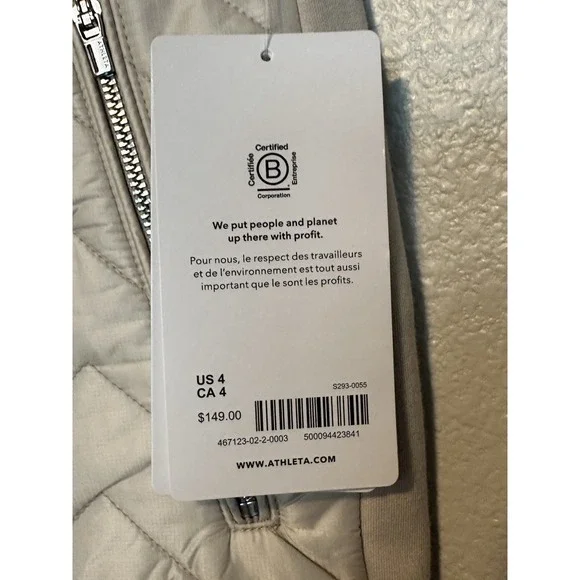 ATHLETA
Certified
Certifiée
B
Entreprise
Corporation
We put people and planet
up there with profit.
Pour nous, le respect des travailleurs
et de l'environnement est tout aussi
important que le sont les profits.
US 4
CA 4
S293-0055
$149.00
467123-02-2-0003 500094423841
WWW.ATHLETA.COM